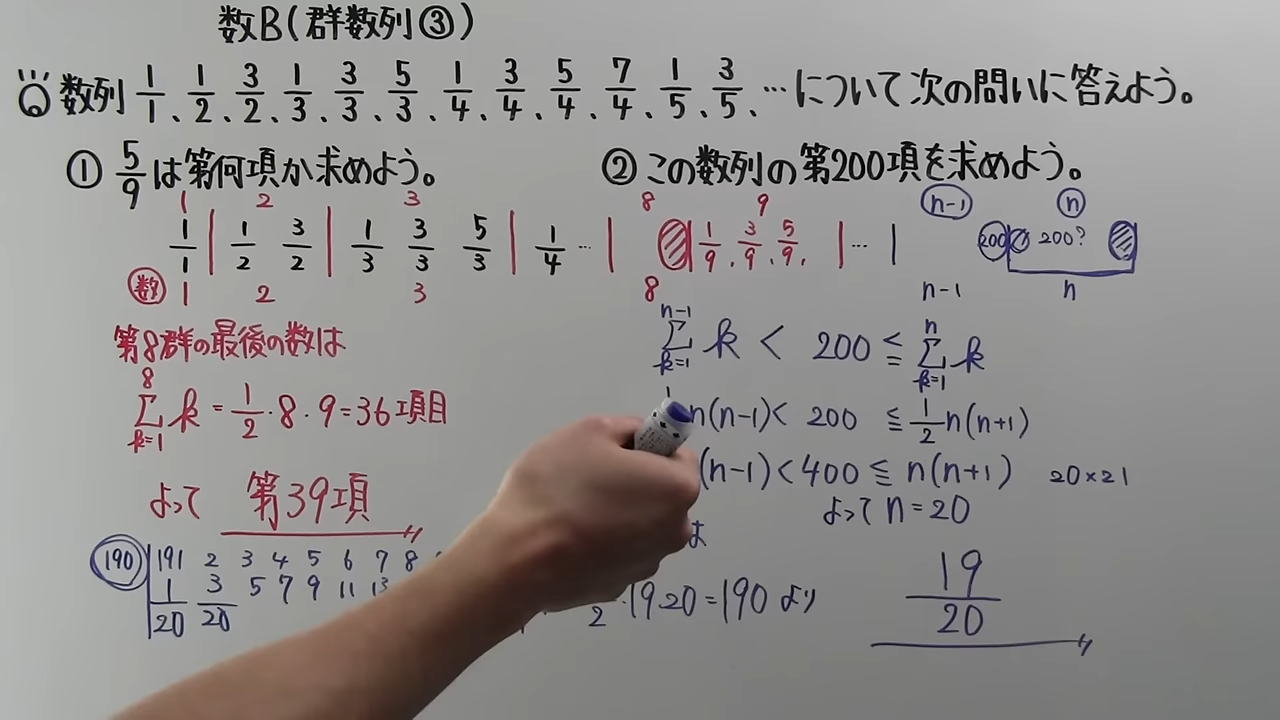 数B(群数列③)
数列 1/1、1/2、3/2、1/3、3/3、5/3、1/4、3/4、5/4、7/4、1/5、3/5、…について次の問いに答えよう。
① 5/9は第何項か求めよう。
② この数列の第200項を求めよう。
1 2 3 8 9 n-1 n
1/1 | 1/2 3/2 | 1/3 3/3 5/3 | 1/4 … | | 1/9 . 3/9 . 5/9 . | … | 200 200?
数 1 2 3 8 n-1 n
第8群の最後の数は
8Σk=1 k = 1/2・8・9=36項目
よって 第39項
n-1Σk=1 k < 200 ≦ nΣk=1 k
n(n-1)< 200 ≦ 1/2 n(n+1)
(n-1)<400≦ n(n+1) 20×21
よって n=20
は
190 | 191 2 3 4 5 6 7 8
1/20 3/20 5 7 9 11 13
2・19.20=190 より
19/20